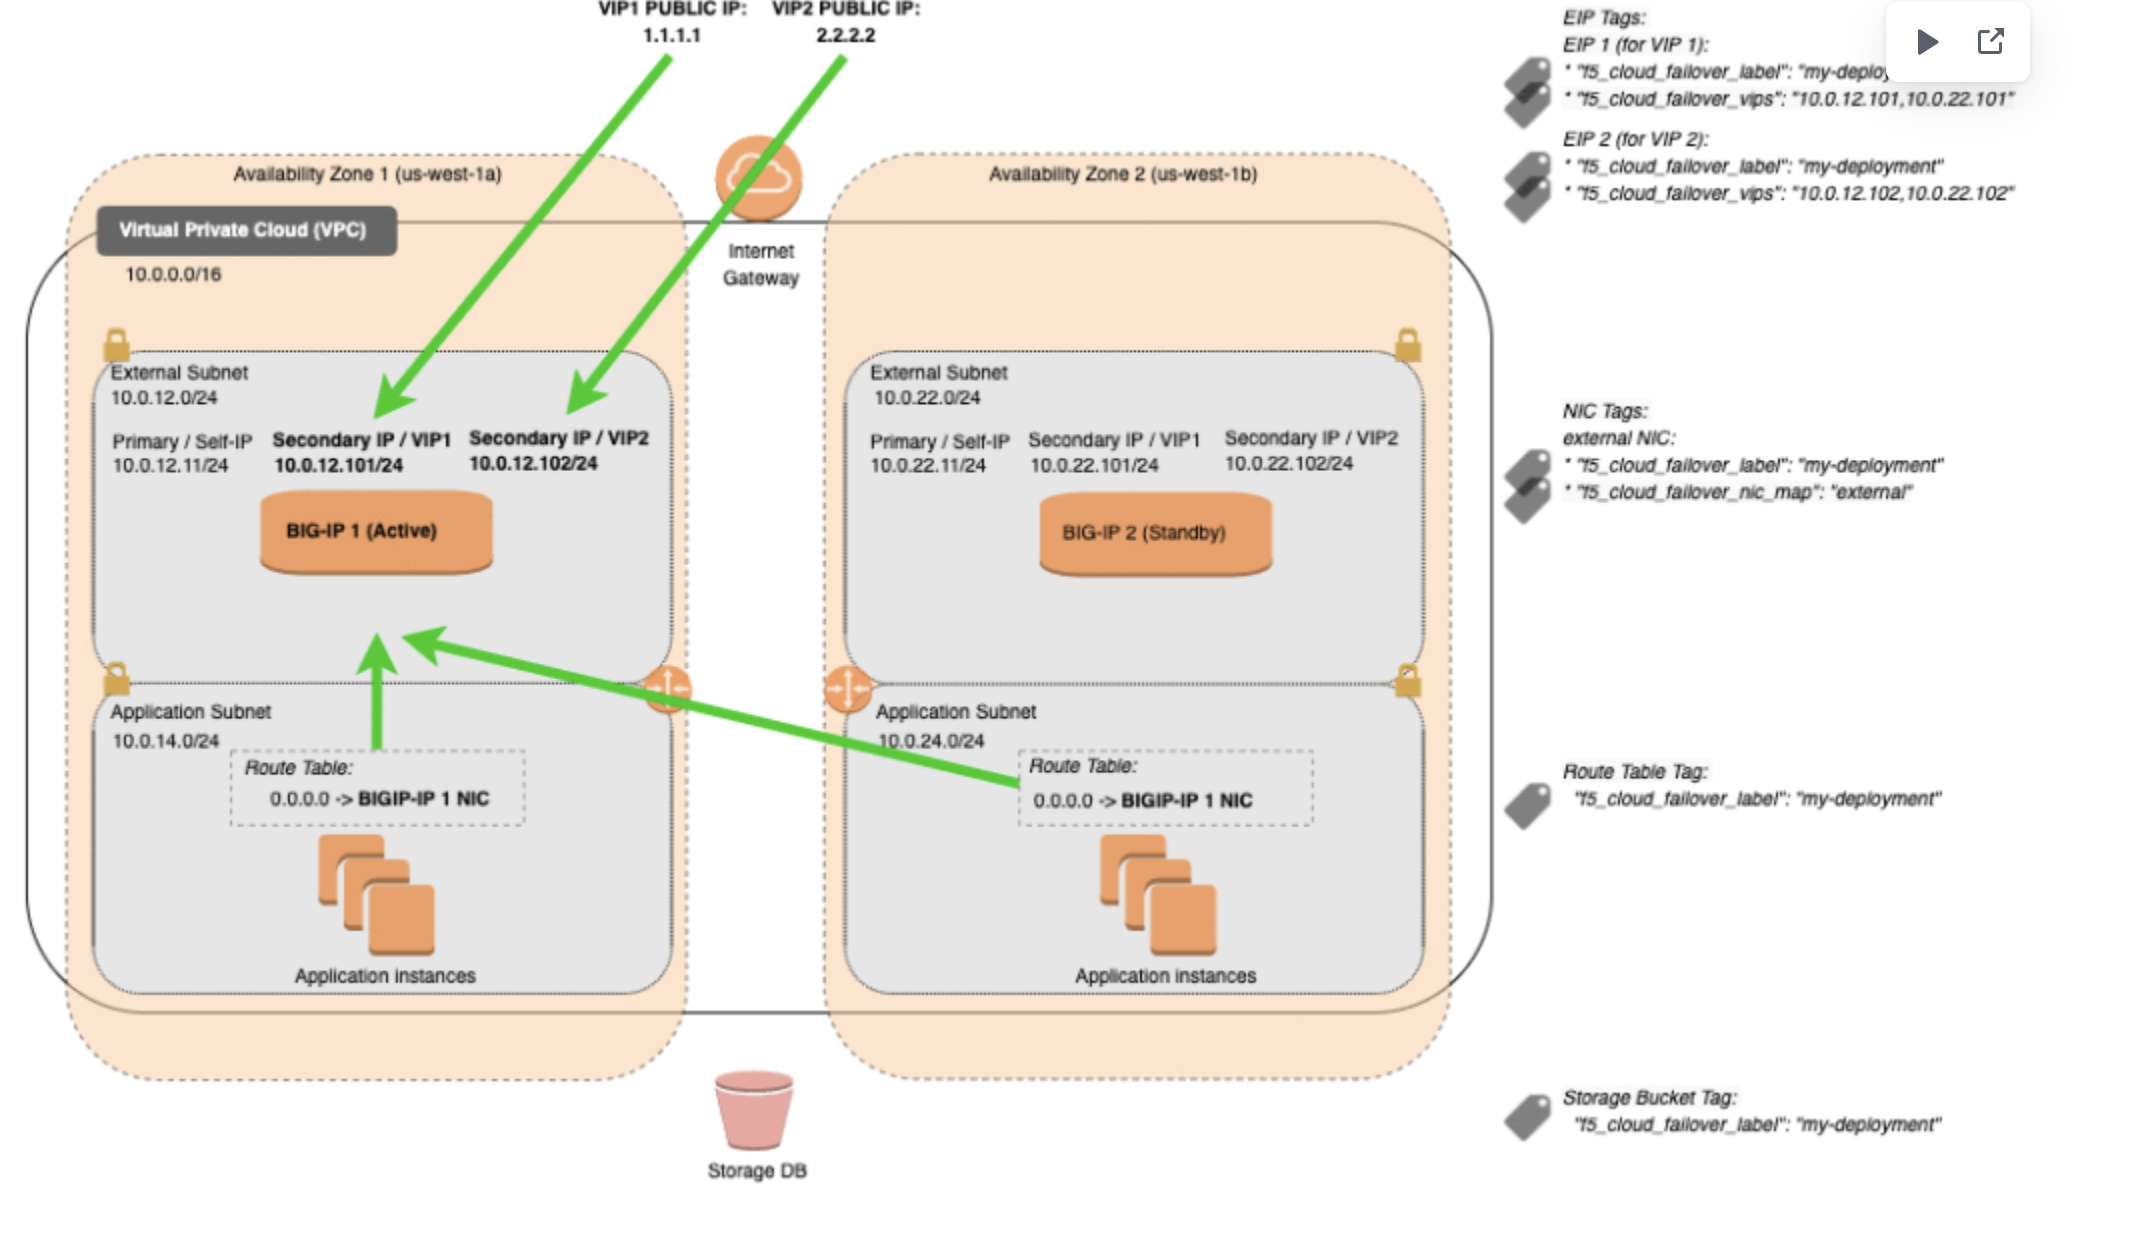 VIP1 PUBLIC IP:
1.1.1.1
VIP2 PUBLIC IP:
2.2.2.2
Availability Zone 1 (us-west-1a)
Virtual Private Cloud (VPC)
10.0.0.0/16
Internet
Gateway
Availability Zone 2 (us-west-1b)
External Subnet
10.0.12.0/24
Primary / Self-IP
10.0.12.11/24
Secondary IP / VIP1
10.0.12.101/24
Secondary IP / VIP2
10.0.12.102/24
BIG-IP 1 (Active)
External Subnet
10.0.22.0/24
Primary / Self-IP
10.0.22.11/24
Secondary IP / VIP1
10.0.22.101/24
Secondary IP / VIP2
10.0.22.102/24
BIG-IP 2 (Standby)
Application Subnet
10.0.14.0/24
Route Table:
0.0.0.0 -> BIGIP-IP 1 NIC
Application instances
Application Subnet
10.0.24.0/24
Route Table:
0.0.0.0 -> BIGIP-IP 1 NIC
Application instances
Storage DB
EIP Tags:
EIP 1 (for VIP 1):
* "f5_cloud_failover_label": "my-deploy
* "f5_cloud_failover_vips": "10.0.12.101,10.0.22.101"
EIP 2 (for VIP 2):
* "f5_cloud_failover_label": "my-deployment"
* "f5_cloud_failover_vips": "10.0.12.102,10.0.22.102"
NIC Tags:
external NIC:
* "f5_cloud_failover_label": "my-deployment"
* "f5_cloud_failover_nic_map": "external"
Route Table Tag:
"f5_cloud_failover_label": "my-deployment"
Storage Bucket Tag:
"f5_cloud_failover_label": "my-deployment"